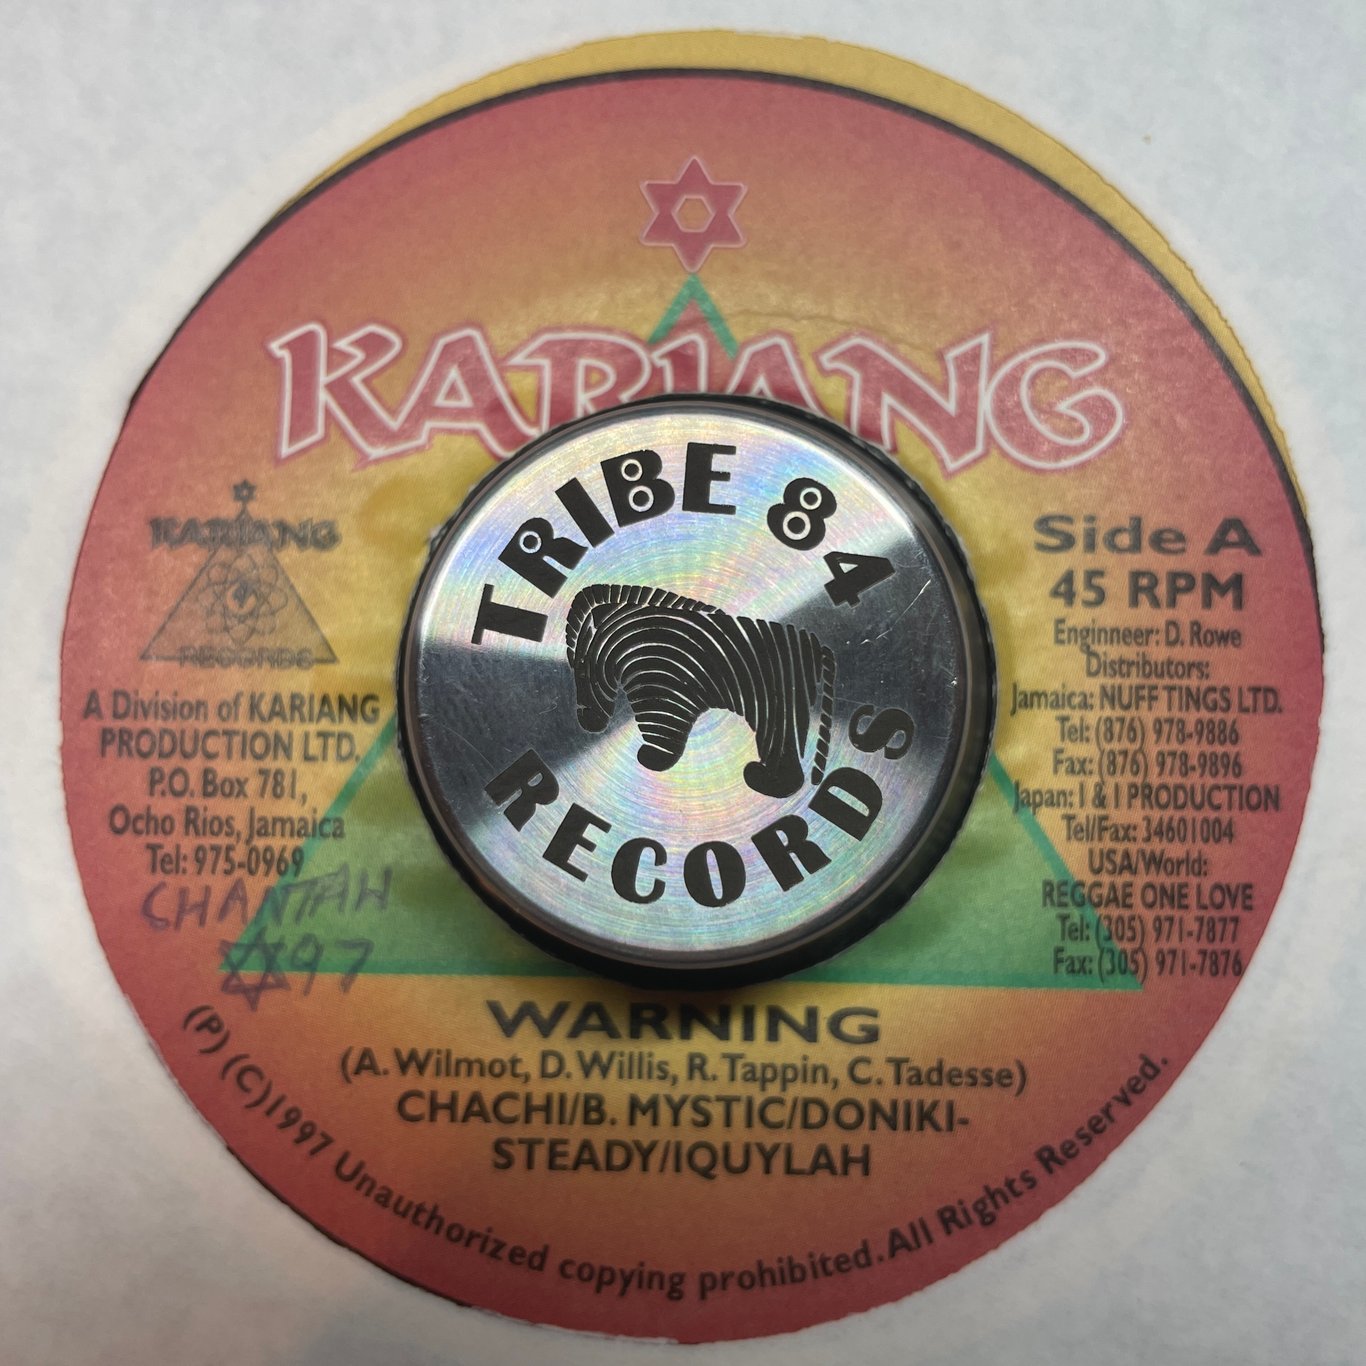 KARIANG
TRIBE 84
RECORDS
KARIANG
RECORDS
A Division of KARIANG
PRODUCTION LTD.
P.O. Box 781,
Ocho Rios, Jamaica
Tel: 975-0969
SHANTAH
97
Side A
45 RPM
Enginneer: D. Rowe
Distributors:
Jamaica: NUFF TINGS LTD.
Tel: (876) 978-9886
Fax: (876) 978-9896
Japan: I & I PRODUCTION
Tel/Fax: 34601004
USA/World:
REGGAE ONE LOVE
Tel: (305) 971-7877
Fax: (305) 971-7876
WARNING
(A. Wilmot, D. Willis, R. Tappin, C. Tadesse)
CHACHI/B. MYSTIC/DONIKI-
STEADY/IQUYLAH
(P) (C)1997 Unauthorized copying prohibited. All Rights Reserved.